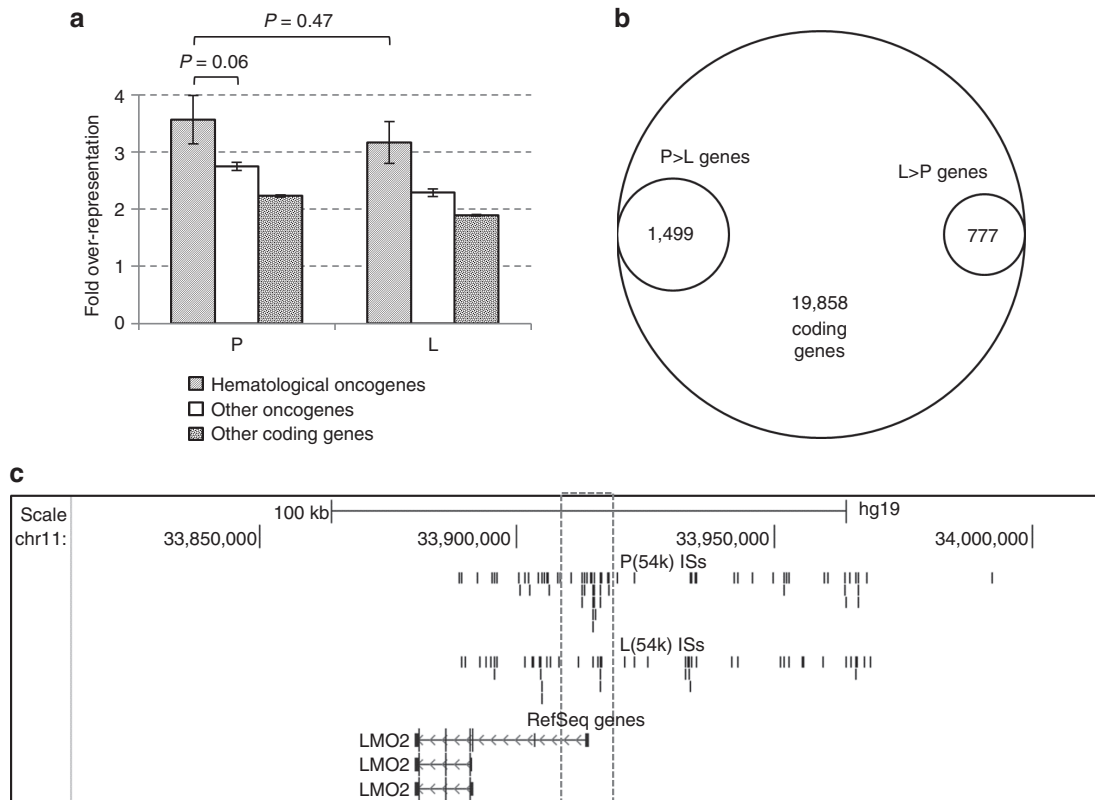 a
P = 0.47
P = 0.06
Fold over-representation
4
3
2
1
0
P
L
Hematological oncogenes
Other oncogenes
Other coding genes
b
P>L genes
L>P genes
1,499
777
19,858
coding
genes
c
Scale
100 kb
hg19
chr11:
33,850,000
33,900,000
33,950,000
34,000,000
P(54k) ISs
L(54k) ISs
RefSeq genes
LMO2
LMO2
LMO2